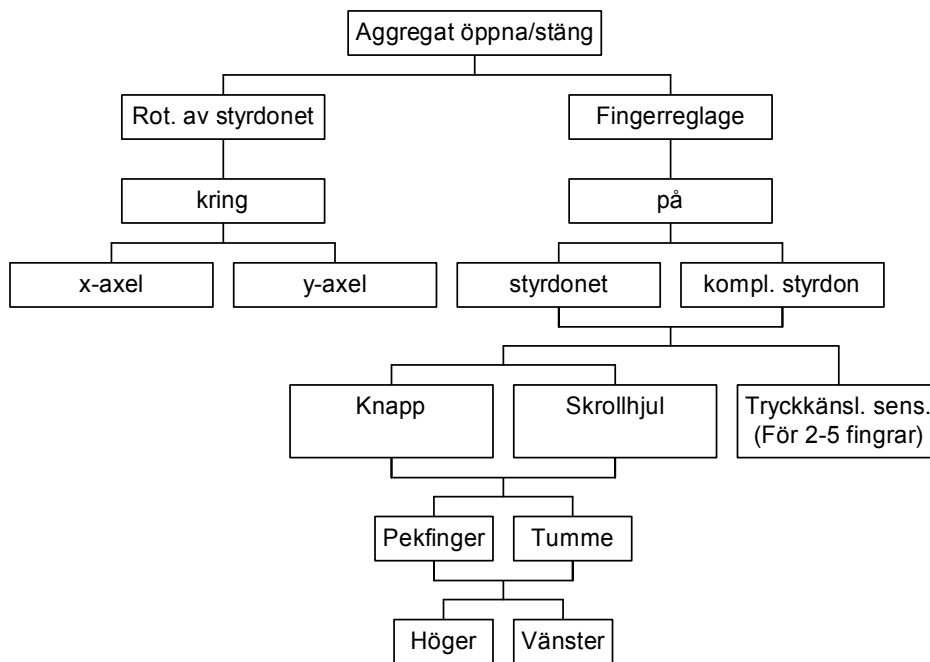 Aggregat öppna/stäng
Rot. av styrdonet
Fingerreglage
kring
på
x-axel
y-axel
styrdonet
kompl. styrdon
Knapp
Skrollhjul
Tryckkänsl. sens.
(För 2-5 fingrar)
Pekfinger
Tumme
Höger
Vänster